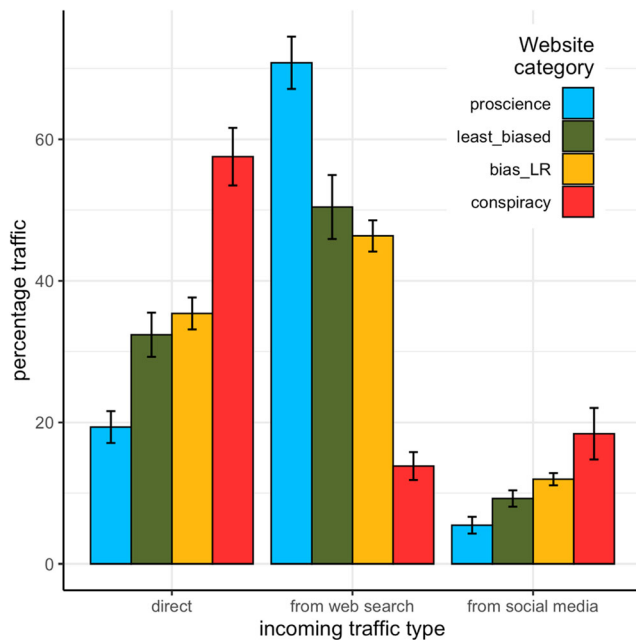 percentage traffic
60
40
20
0
Website
category
proscience
least_biased
bias_LR
conspiracy
direct
from web search
from social media
incoming traffic type